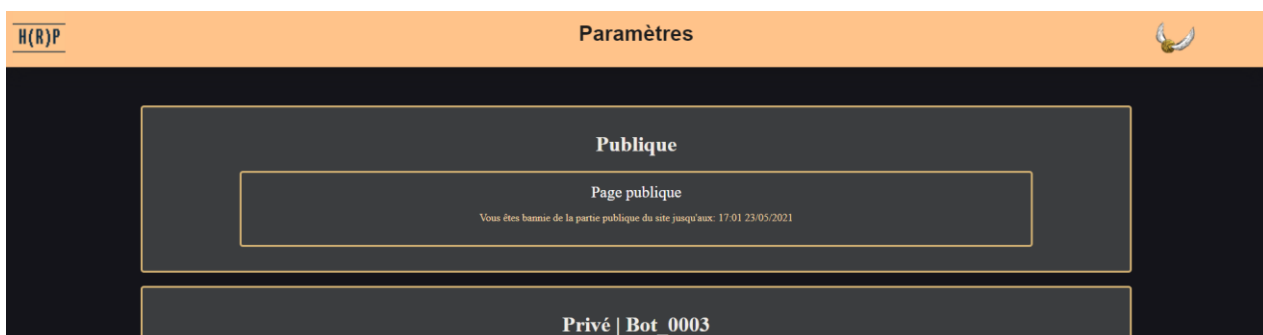 H(R)P
Paramètres
Publique
Page publique
Vous êtes bannie de la partie publique du site jusqu'aux: 17:01 23/05/2021
Privé | Bot_0003